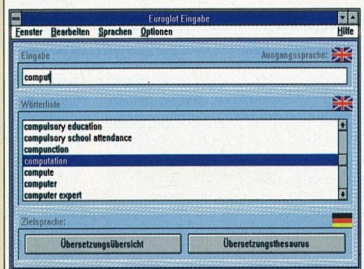 Euroglot Eingabe
Fenster Bearbeiten Sprachen Optionen Hilfe
Eingabe Ausgangssprache:
comput
Wörterliste
compulsory education
compulsory school attendance
compunction
computation
compute
computer
computer expert
Zielsprache:
Übersetzungsübersicht Übersetzungsthesaurus